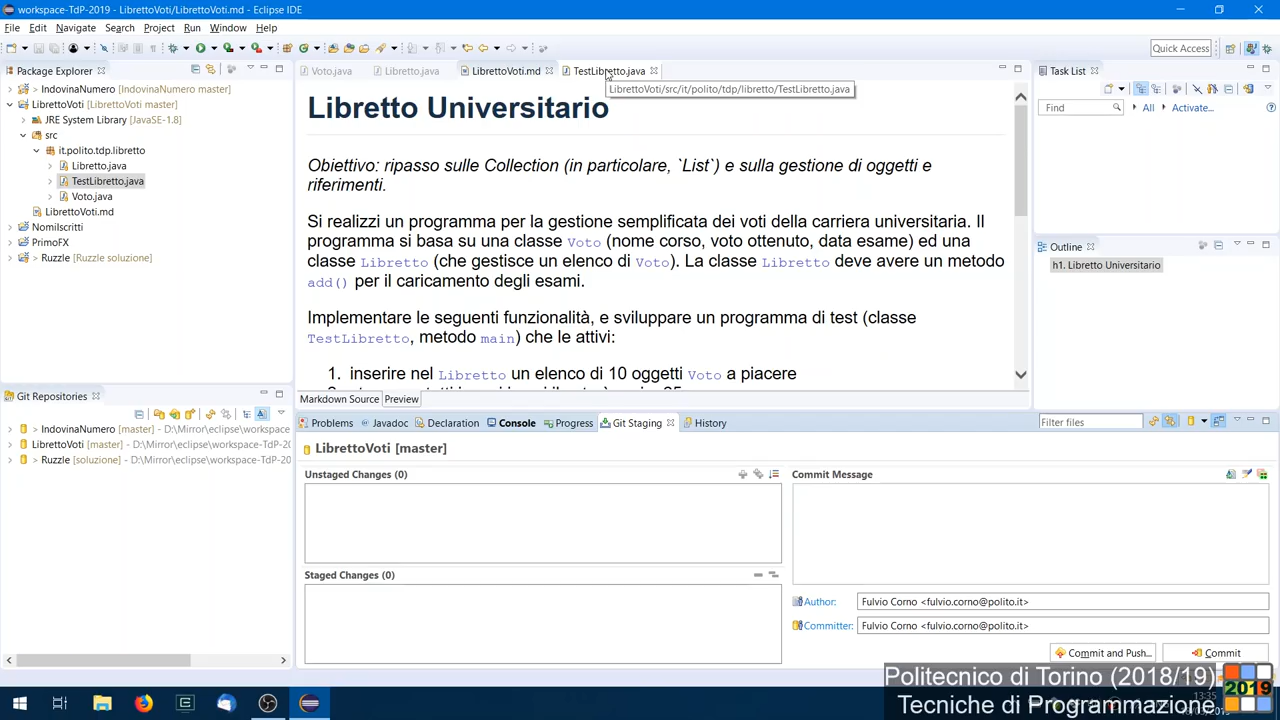 workspace-TdP-2019 - LibrettoVoti/LibrettoVoti.md - Eclipse IDE
File Edit Navigate Search Project Run Window Help
Quick Access
Package Explorer
Voto.java Libretto.java LibrettoVoti.md TestLibretto.java
Task List
LibrettoVoti/src/it/polito/tdp/libretto/TestLibretto.java
> IndovinaNumero [IndovinaNumero master]
LibrettoVoti [LibrettoVoti master]
JRE System Library [JavaSE-1.8]
src
it.polito.tdp.libretto
Libretto.java
TestLibretto.java
Voto.java
LibrettoVoti.md
NomiIscritti
PrimoFX
> Ruzzle [Ruzzle soluzione]
Libretto Universitario
Obiettivo: ripasso sulle Collection (in particolare, `List`) e sulla gestione di oggetti e
riferimenti.
Si realizzi un programma per la gestione semplificata dei voti della carriera universitaria. Il
programma si basa su una classe Voto (nome corso, voto ottenuto, data esame) ed una
classe Libretto (che gestisce un elenco di Voto). La classe Libretto deve avere un metodo
add() per il caricamento degli esami.
Implementare le seguenti funzionalità, e sviluppare un programma di test (classe
TestLibretto, metodo main) che le attivi:
1. inserire nel Libretto un elenco di 10 oggetti Voto a piacere
Markdown Source Preview
Find All Activate...
Outline
h1. Libretto Universitario
Git Repositories
> IndovinaNumero [master] - D:\Mirror\eclipse\workspace
LibrettoVoti [master] - D:\Mirror\eclipse\workspace-TdP-20
> Ruzzle [soluzione] - D:\Mirror\eclipse\workspace-TdP-20
Problems Javadoc Declaration Console Progress Git Staging History
Filter files
LibrettoVoti [master]
Unstaged Changes (0)
Staged Changes (0)
Commit Message
Author: Fulvio Corno <fulvio.corno@polito.it>
Committer: Fulvio Corno <fulvio.corno@polito.it>
Commit and Push... Commit
Politecnico di Torino (2018/19)
Tecniche di Programmazione
2019
13:35